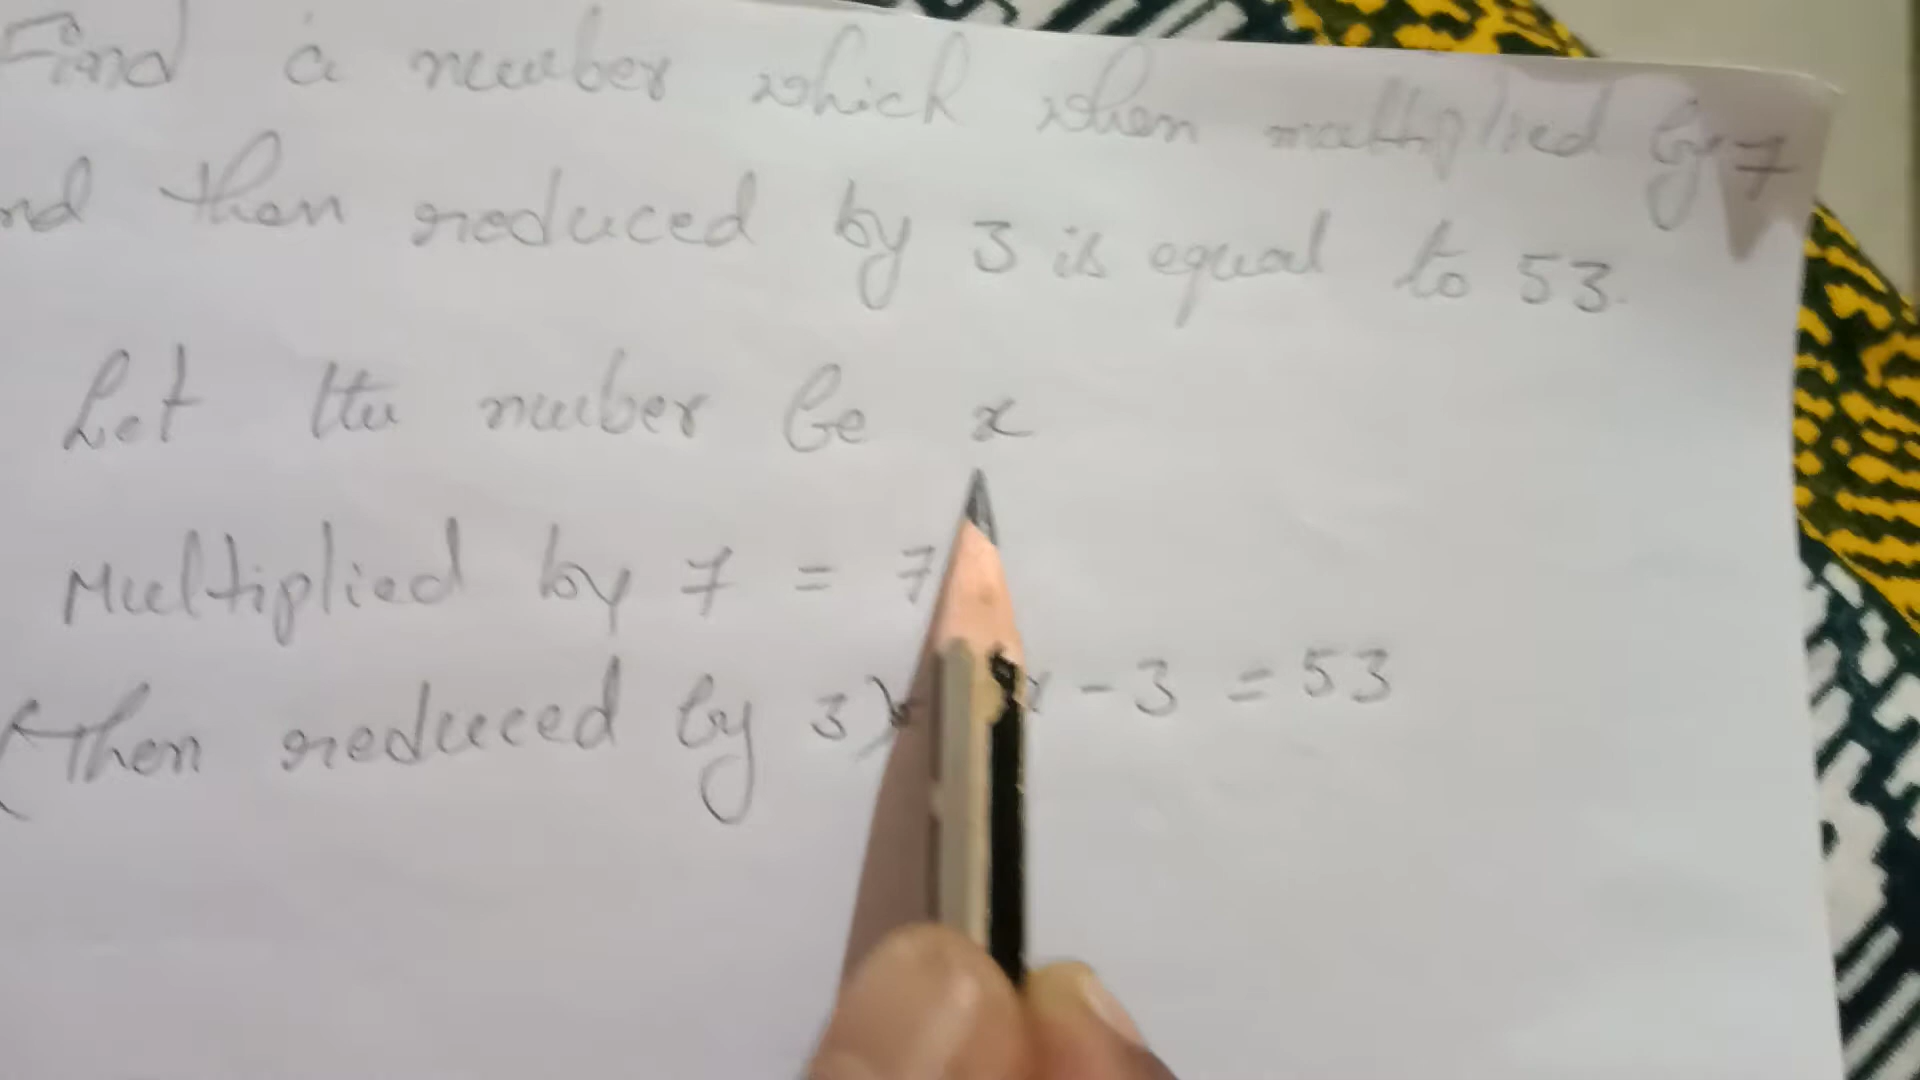 Find a number which when multiplied by 7
nd then reduced by 3 is equal to 53.
Let the number be x
Multiplied by 7 = 7
(then reduced by 3) x - 3 = 53